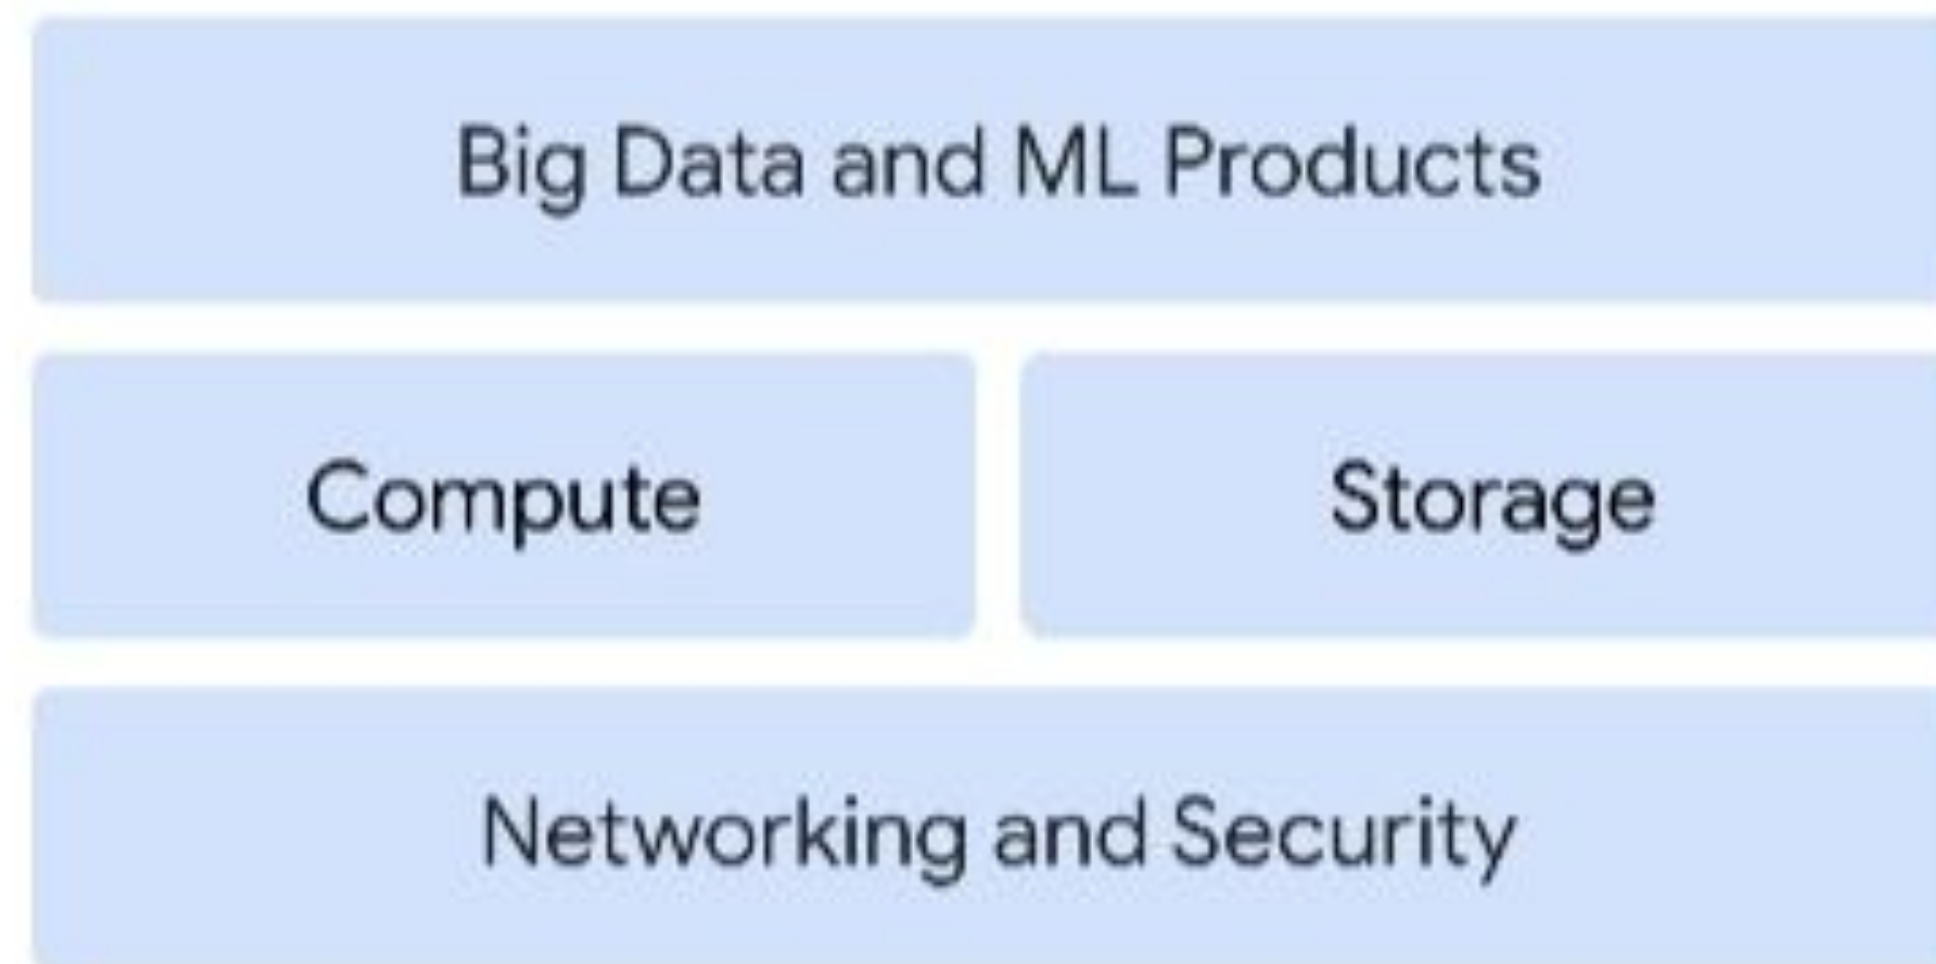 Big Data and ML Products
Compute
Storage
Networking and Security